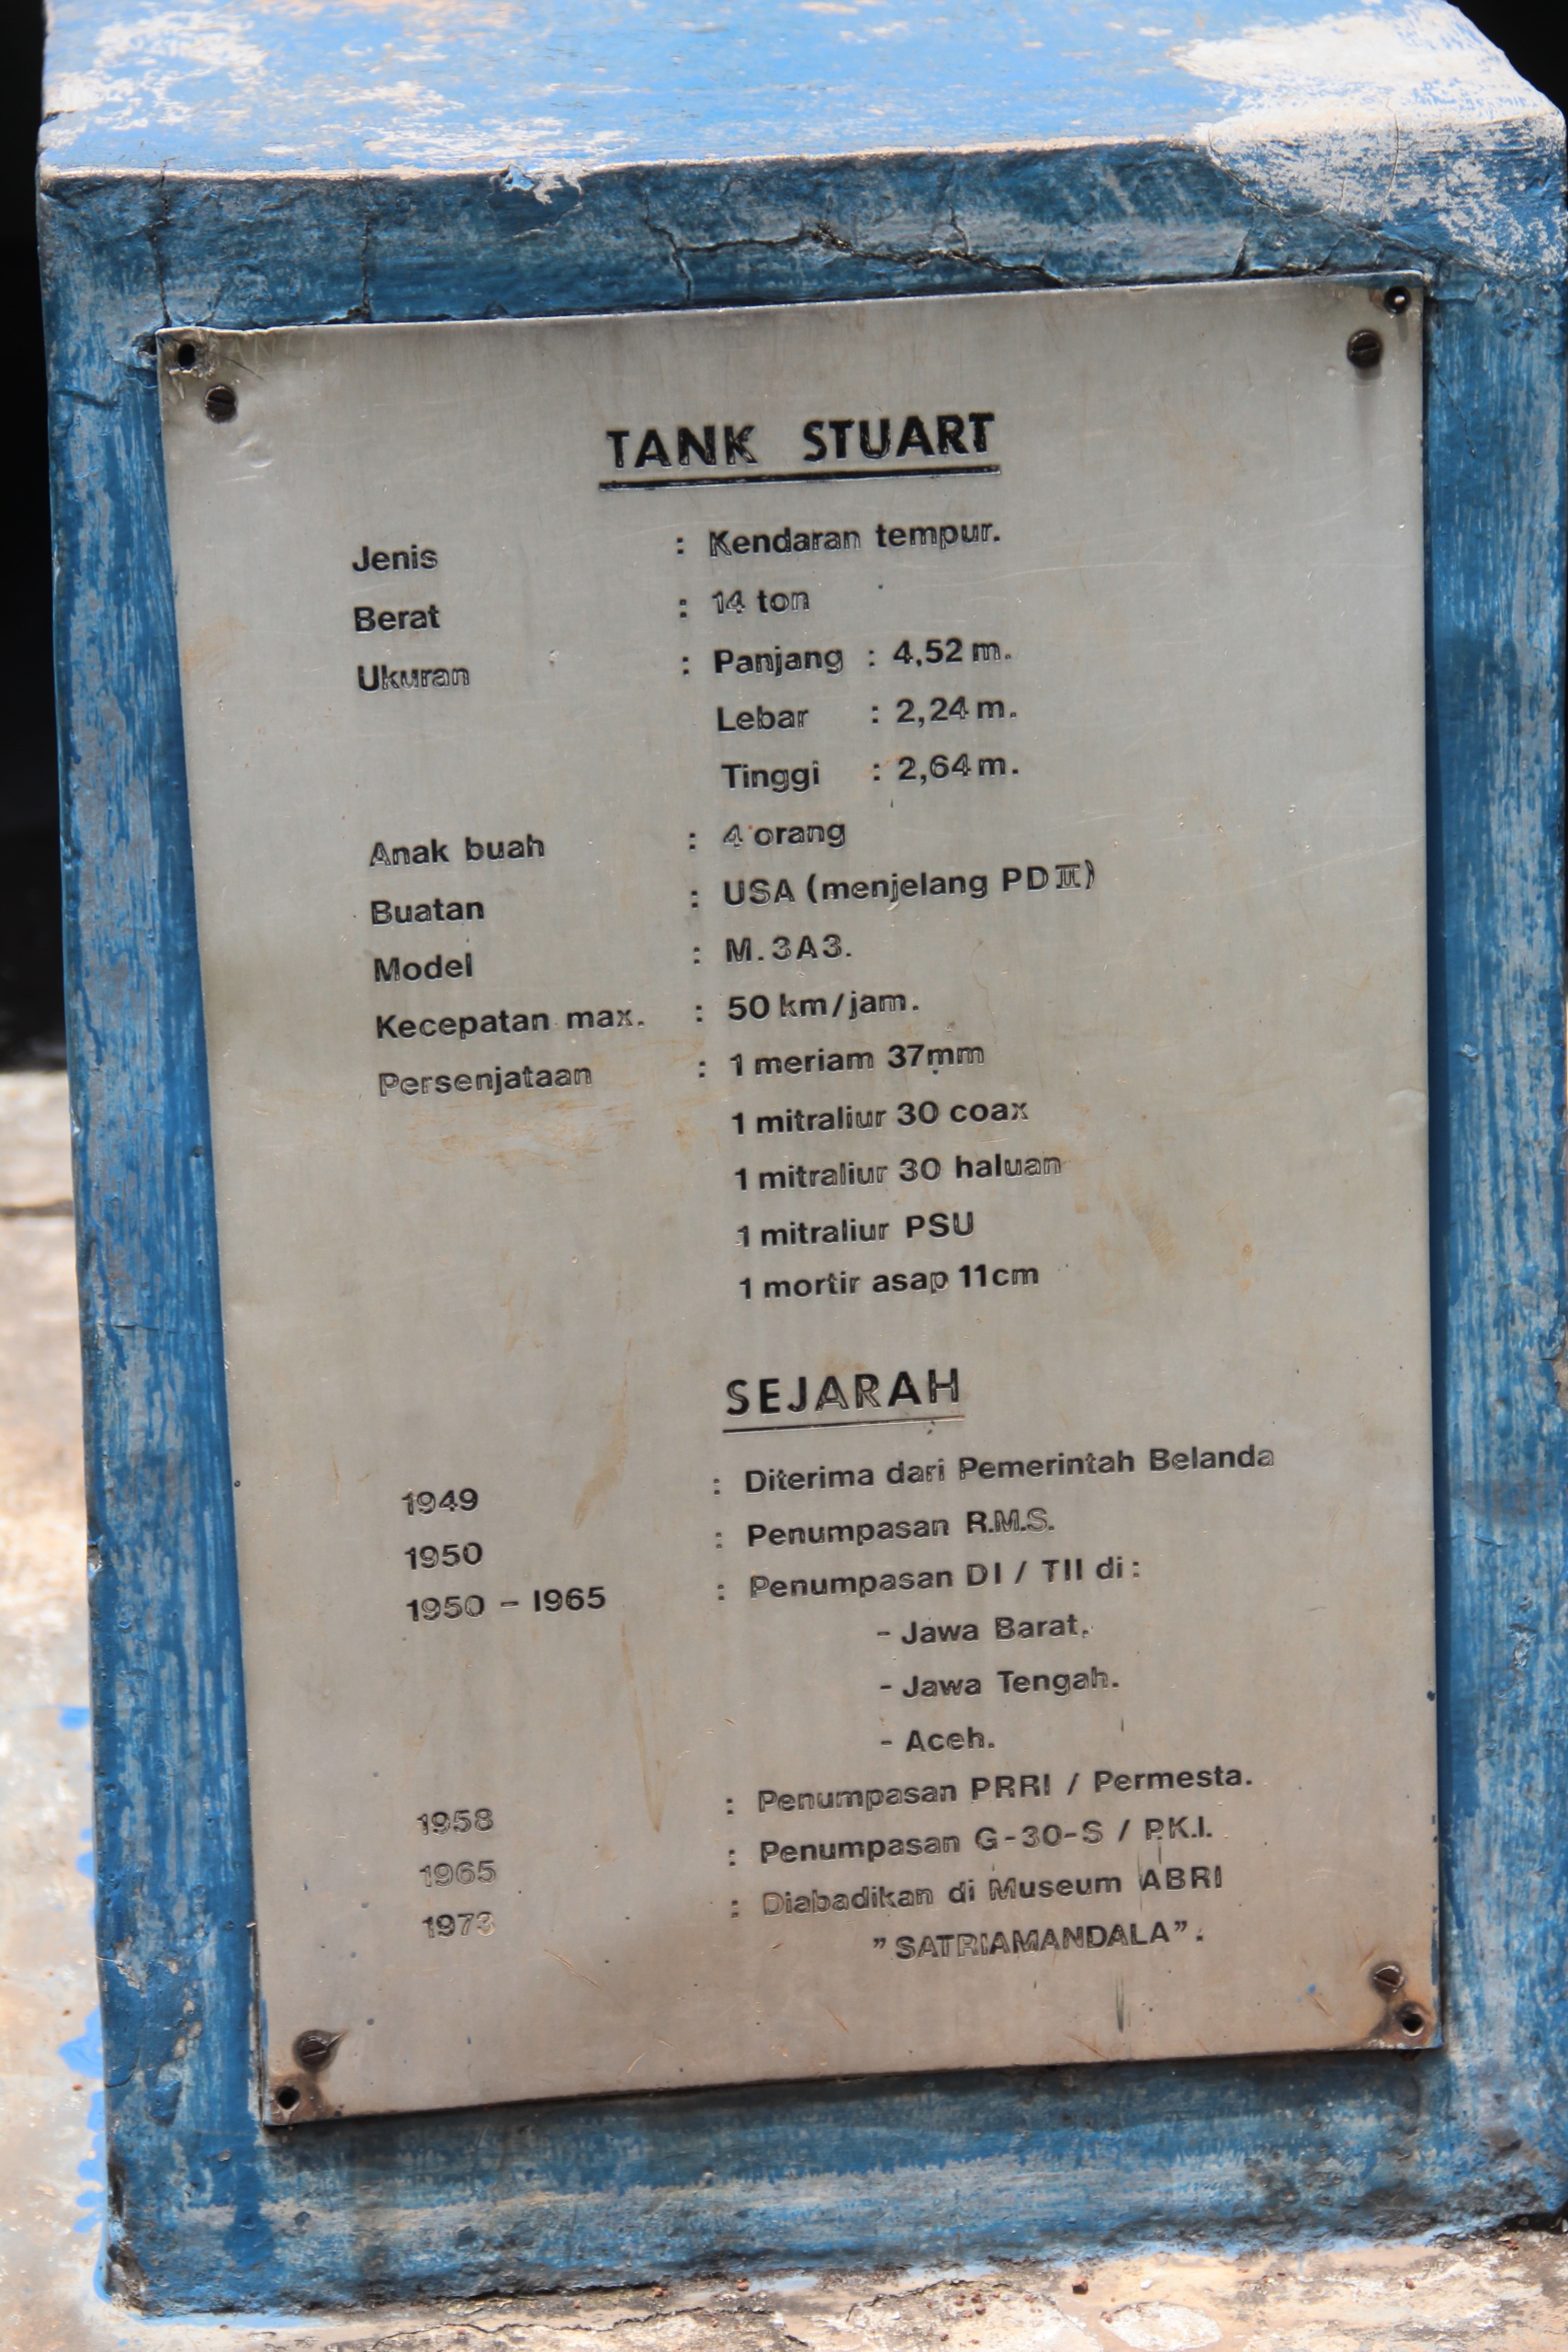 TANK STUART
Jenis : Kendaran tempur.
Berat : 14 ton
Ukuran : Panjang : 4,52 m.
Lebar : 2,24 m.
Tinggi : 2,64 m.
Anak buah : 4 orang
Buatan : USA (menjelang PD II)
Model : M.3A3.
Kecepatan max. : 50 km/jam.
Persenjataan : 1 meriam 37mm
1 mitraliur 30 coax
1 mitraliur 30 haluan
1 mitraliur PSU
1 mortir asap 11cm
SEJARAH
1949 : Diterima dari Pemerintah Belanda
1950 : Penumpasan R.M.S.
1950 - 1965 : Penumpasan DI / TII di :
- Jawa Barat.
- Jawa Tengah.
- Aceh.
1958 : Penumpasan PRRI / Permesta.
1965 : Penumpasan G-30-S / P.K.I.
1973 : Diabadikan di Museum ABRI
"SATRIAMANDALA".